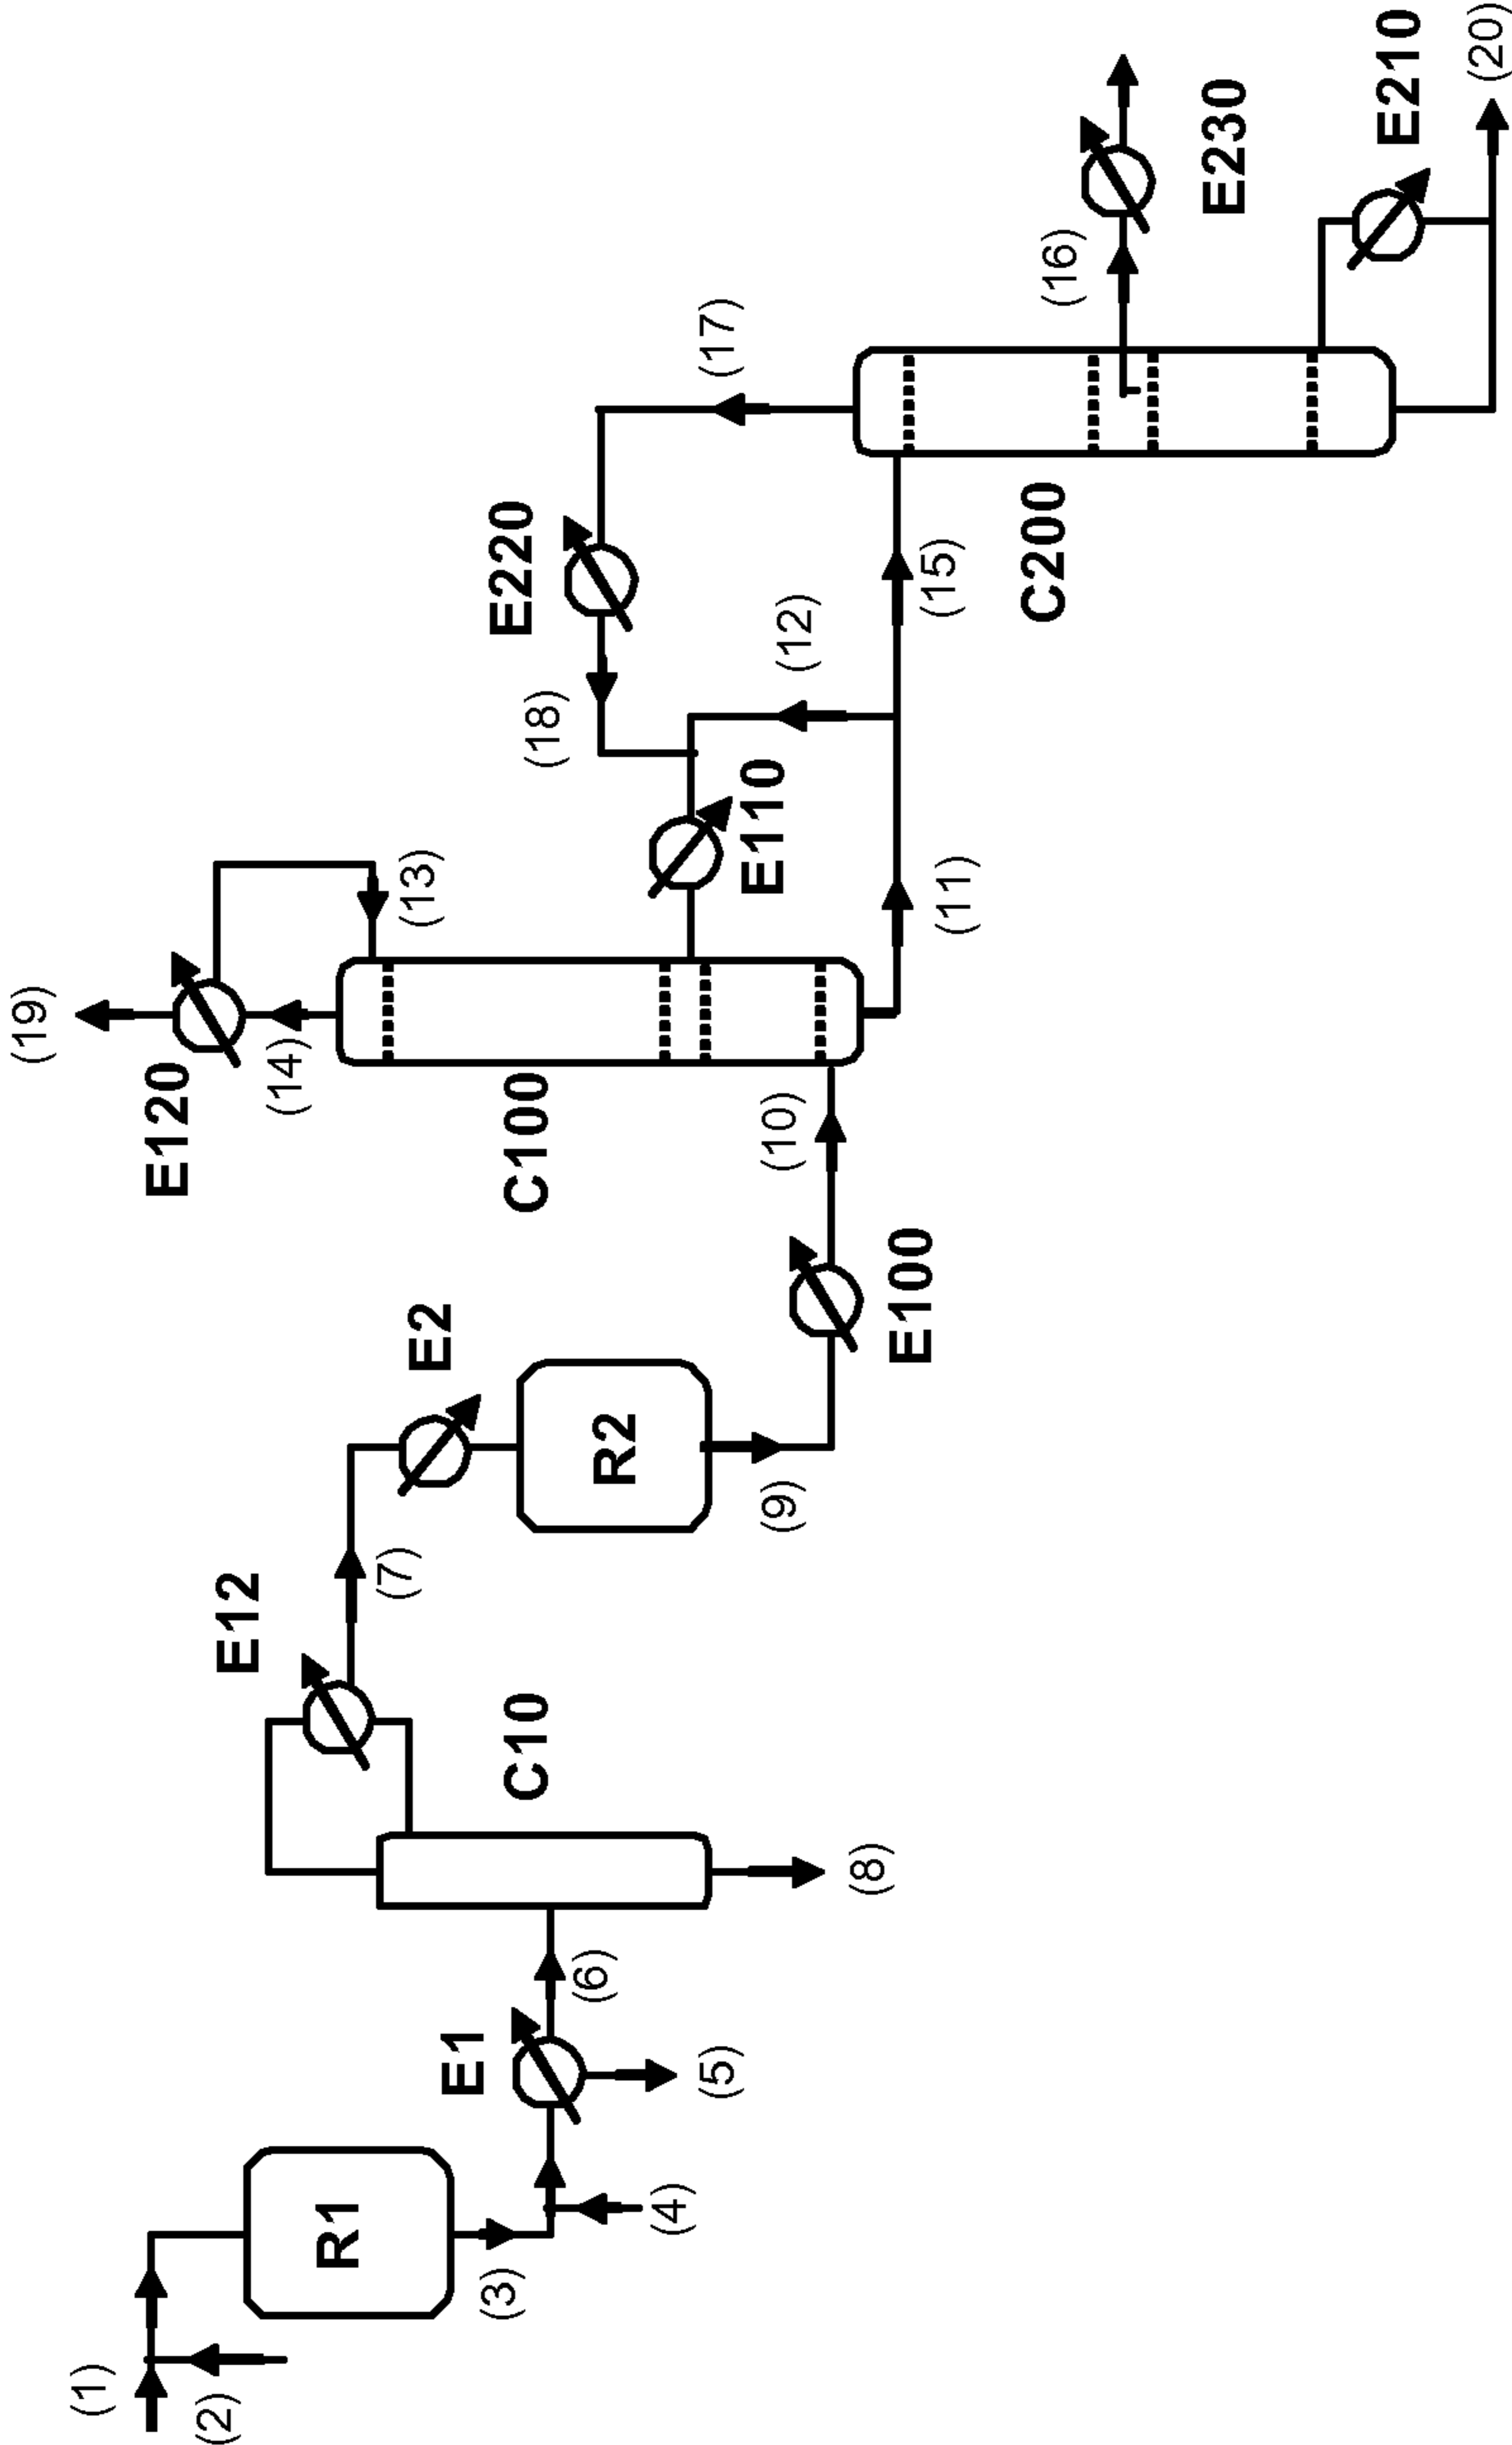 (1)
(2)
R1
(3)
(4)
E1
(5)
(6)
C10
(8)
E12
(7)
E2
R2
(9)
E100
(10)
C100
E120
(14)
(19)
(13)
(11)
E110
(12)
(18)
E220
(15)
C200
(17)
(16)
E230
E210
(20)